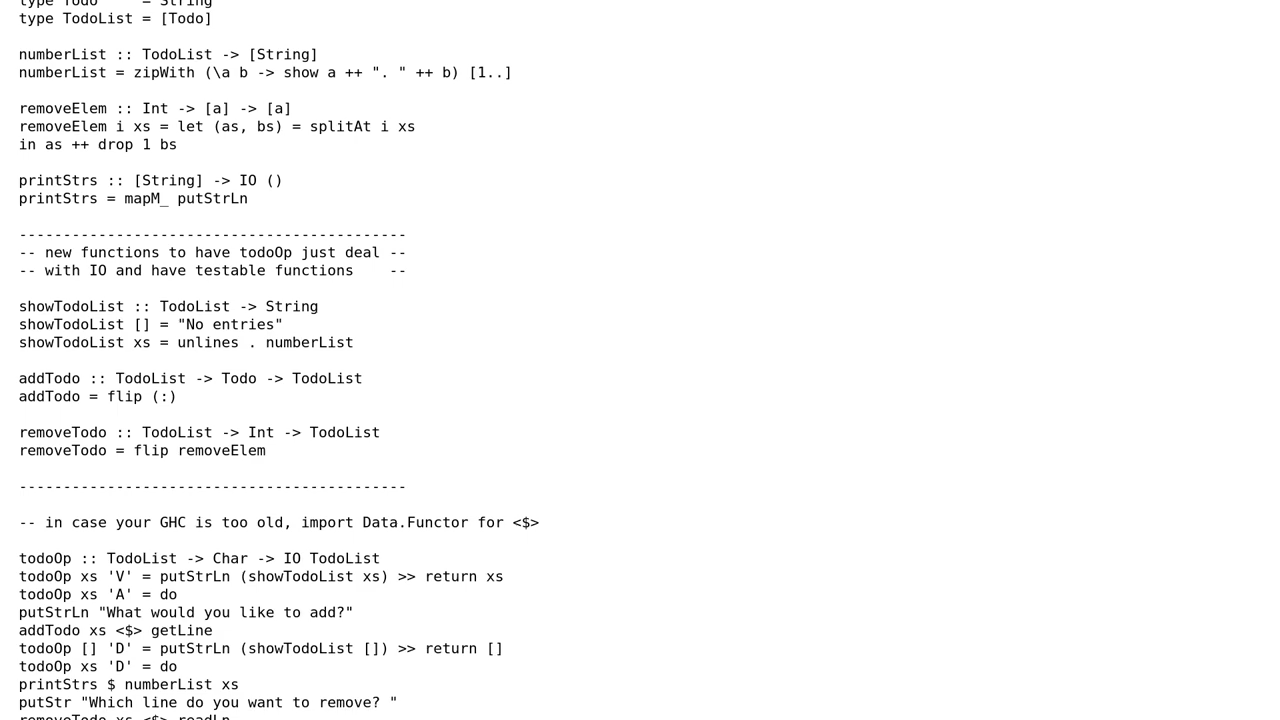 type Todo     = String
type TodoList = [Todo]

numberList :: TodoList -> [String]
numberList = zipWith (\a b -> show a ++ ". " ++ b) [1..]

removeElem :: Int -> [a] -> [a]
removeElem i xs = let (as, bs) = splitAt i xs
in as ++ drop 1 bs

printStrs :: [String] -> IO ()
printStrs = mapM_ putStrLn

--------------------------------------------
-- new functions to have todoOp just deal --
-- with IO and have testable functions    --

showTodoList :: TodoList -> String
showTodoList [] = "No entries"
showTodoList xs = unlines . numberList

addTodo :: TodoList -> Todo -> TodoList
addTodo = flip (:)

removeTodo :: TodoList -> Int -> TodoList
removeTodo = flip removeElem

--------------------------------------------

-- in case your GHC is too old, import Data.Functor for <$>

todoOp :: TodoList -> Char -> IO TodoList
todoOp xs 'V' = putStrLn (showTodoList xs) >> return xs
todoOp xs 'A' = do
putStrLn "What would you like to add?"
addTodo xs <$> getLine
todoOp [] 'D' = putStrLn (showTodoList []) >> return []
todoOp xs 'D' = do
printStrs $ numberList xs
putStr "Which line do you want to remove? "
removeTodo xs <$> readLn